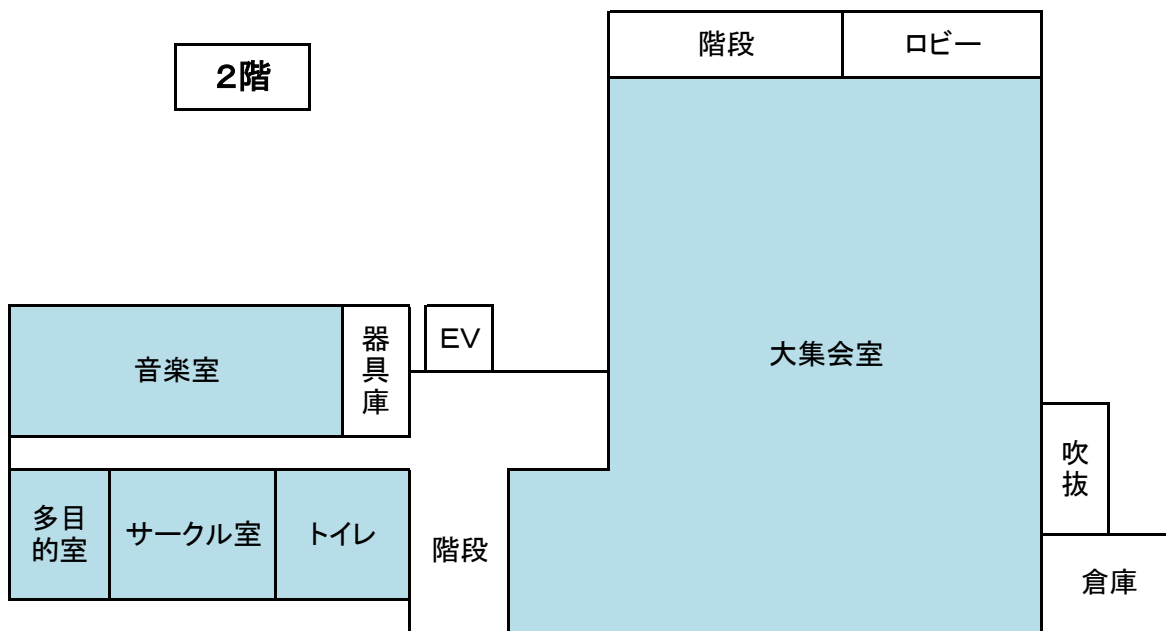 階段
ロビー
２階
大集会室
EV
音楽室
器
具
庫
吹
抜
多目
的室
サークル室
トイレ
階段
倉庫